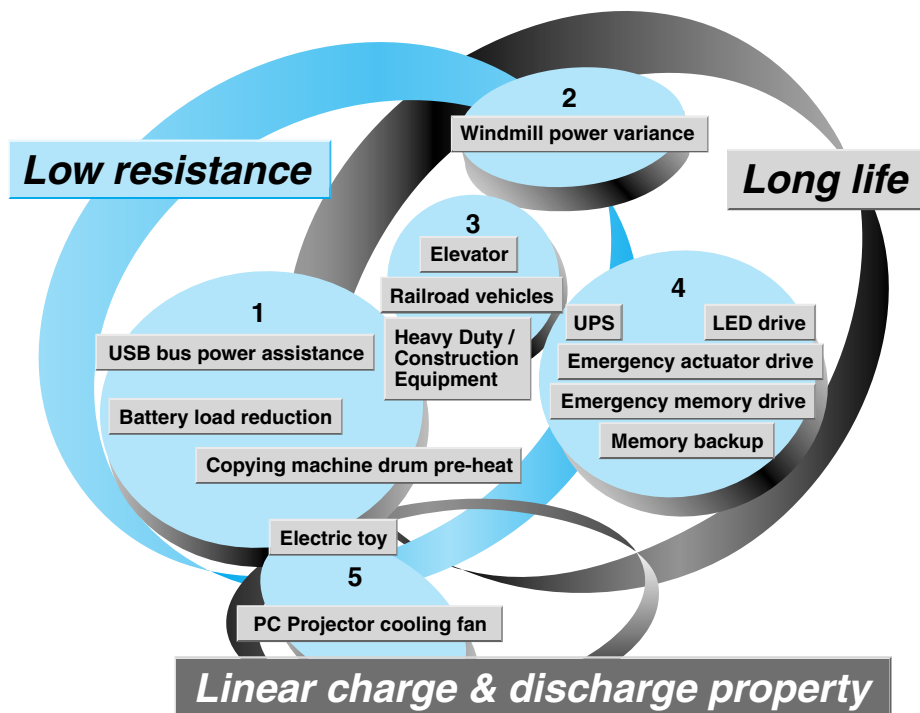 2
Windmill power variance
Low resistance
Long life
3
Elevator
Railroad vehicles
Heavy Duty /
Construction
Equipment
4
UPS
LED drive
Emergency actuator drive
Emergency memory drive
Memory backup
1
USB bus power assistance
Battery load reduction
Copying machine drum pre-heat
Electric toy
5
PC Projector cooling fan
Linear charge & discharge property